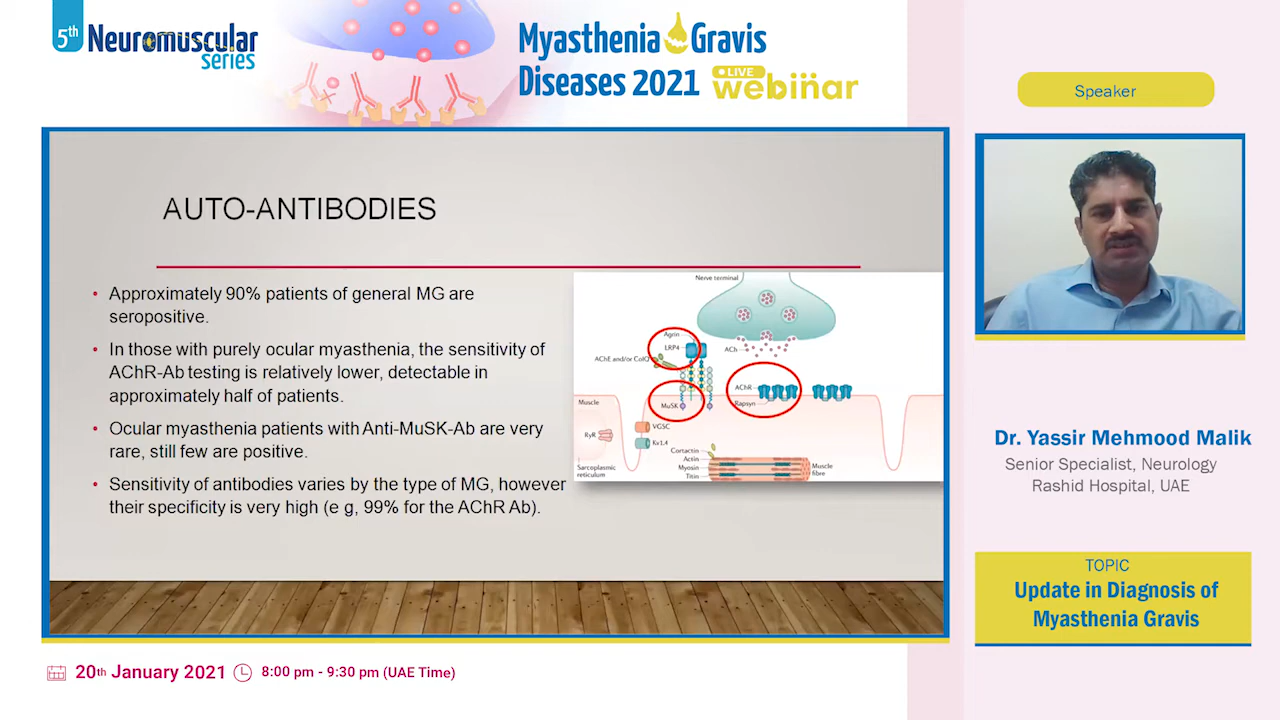 5th Neuromuscular
series
Myasthenia Gravis
Diseases 2021 LIVE webinar
Speaker
AUTO-ANTIBODIES
• Approximately 90% patients of general MG are
seropositive.
• In those with purely ocular myasthenia, the sensitivity of
AChR-Ab testing is relatively lower, detectable in
approximately half of patients.
• Ocular myasthenia patients with Anti-MuSK-Ab are very
rare, still few are positive.
• Sensitivity of antibodies varies by the type of MG, however
their specificity is very high (e g, 99% for the AChR Ab).
Nerve terminal
Agrin
LRP4
ACh
AChE and/or ColQ
AChR
Rapsyn
Muscle
MuSK
VGSC
RyR
Kv1.4
Cortactin
Actin
Myosin
Titin
Sarcoplasmic
reticulum
Muscle
fibre
Dr. Yassir Mehmood Malik
Senior Specialist, Neurology
Rashid Hospital, UAE
TOPIC
Update in Diagnosis of
Myasthenia Gravis
20th January 2021 8:00 pm - 9:30 pm (UAE Time)